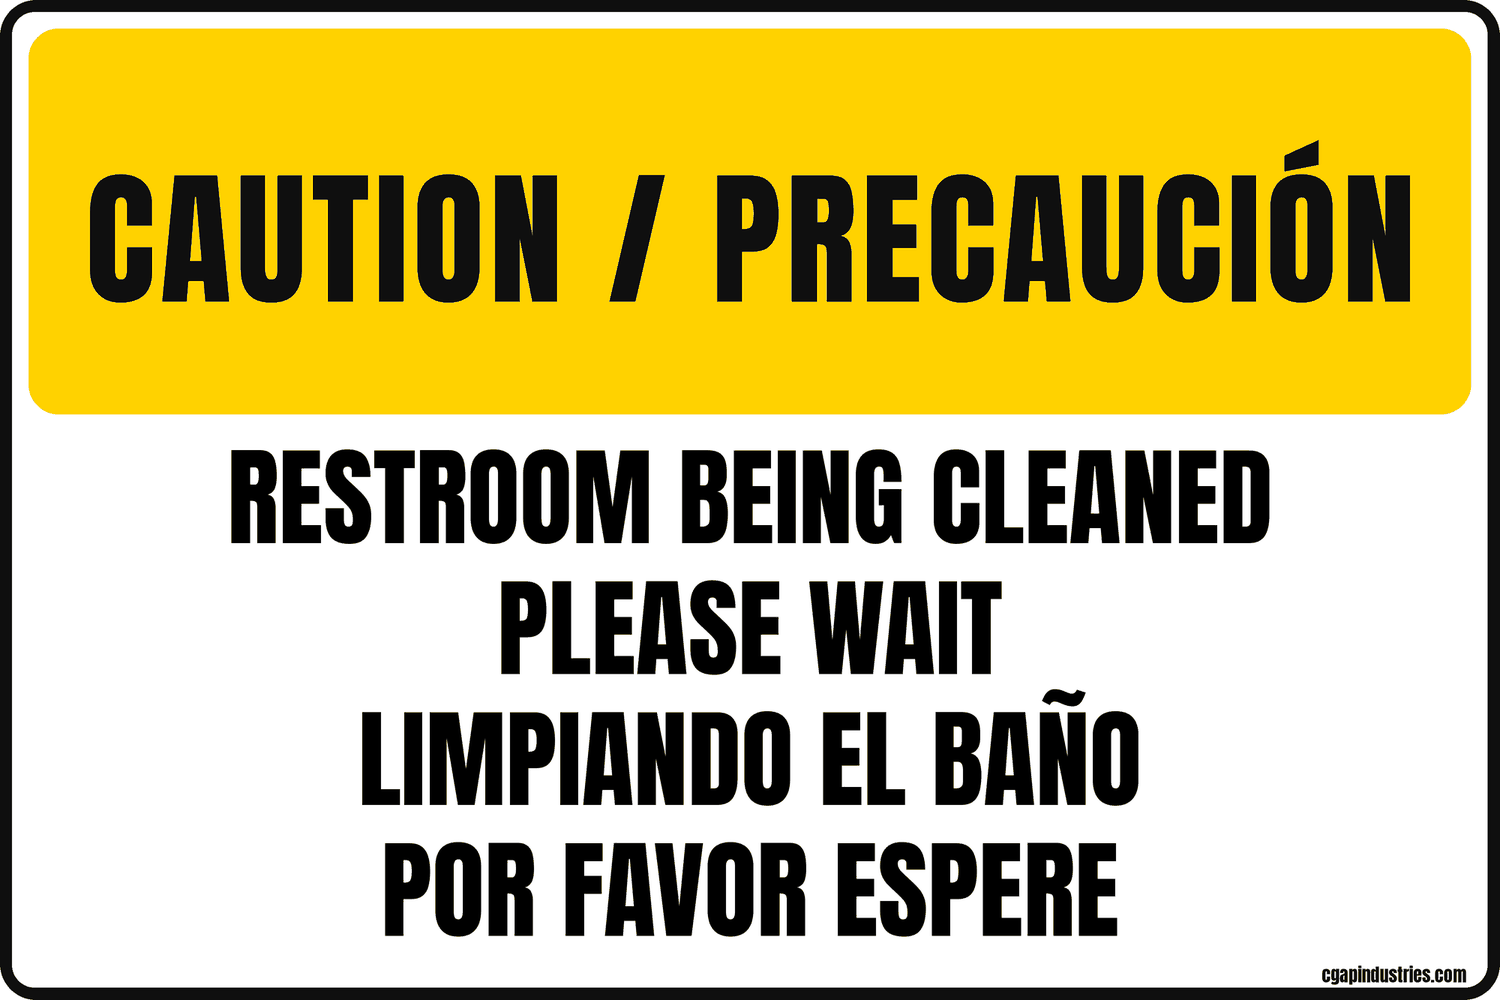 CAUTION / PRECAUCIÓN
RESTROOM BEING CLEANED
PLEASE WAIT
LIMPIANDO EL BAÑO
POR FAVOR ESPERE
cgapindustries.com